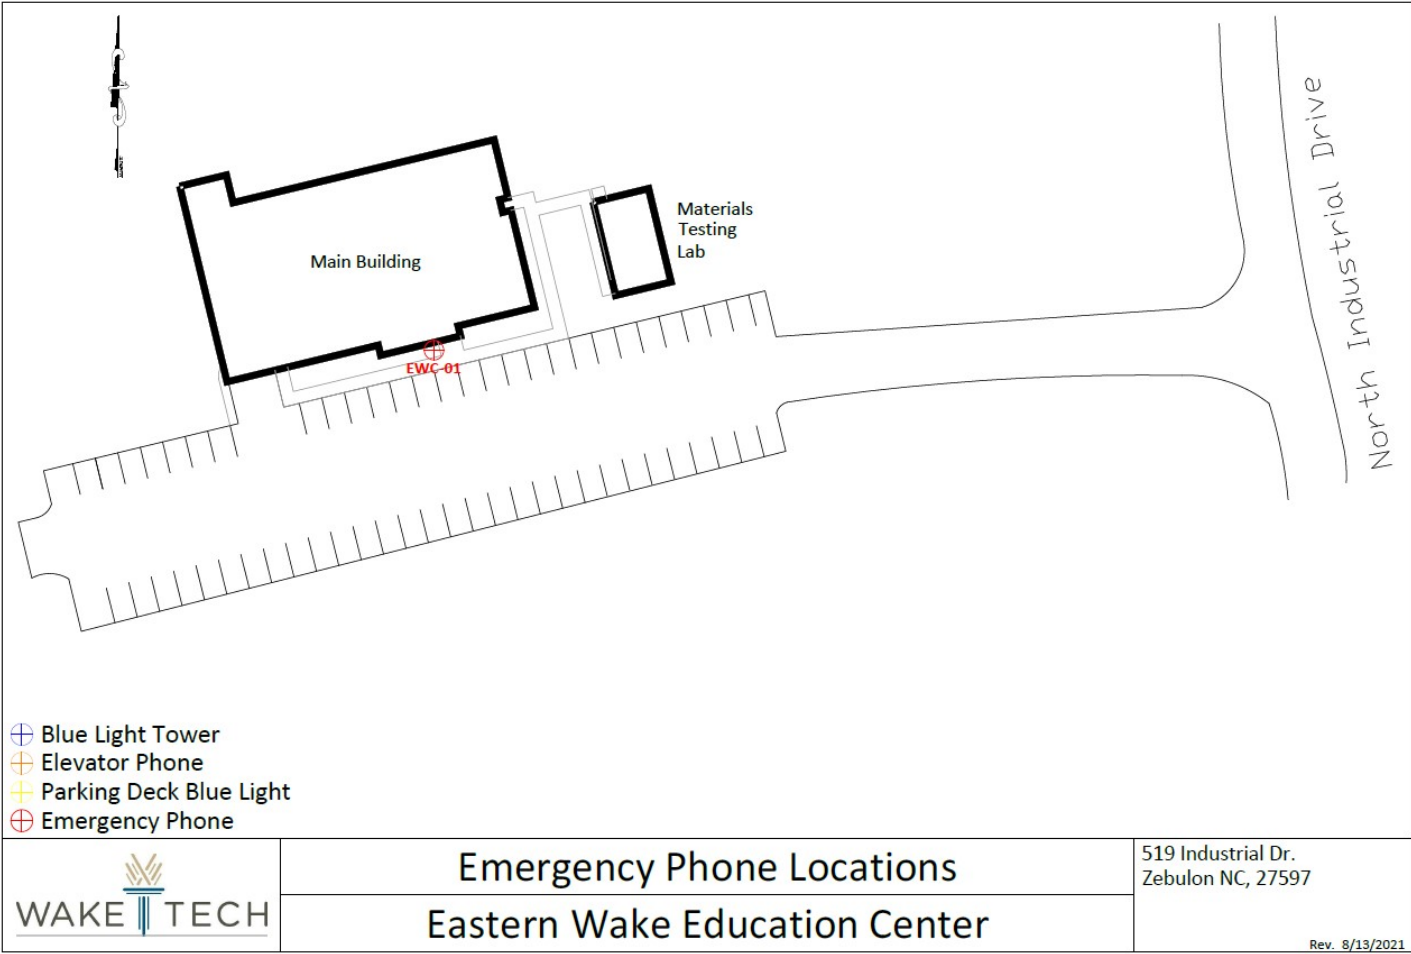 North Industrial Drive
Materials
Testing
Lab
Main Building
EWC-01
Blue Light Tower
Elevator Phone
Parking Deck Blue Light
Emergency Phone
WAKE TECH
Emergency Phone Locations
Eastern Wake Education Center
519 Industrial Dr.
Zebulon NC, 27597
Rev. 8/13/2021